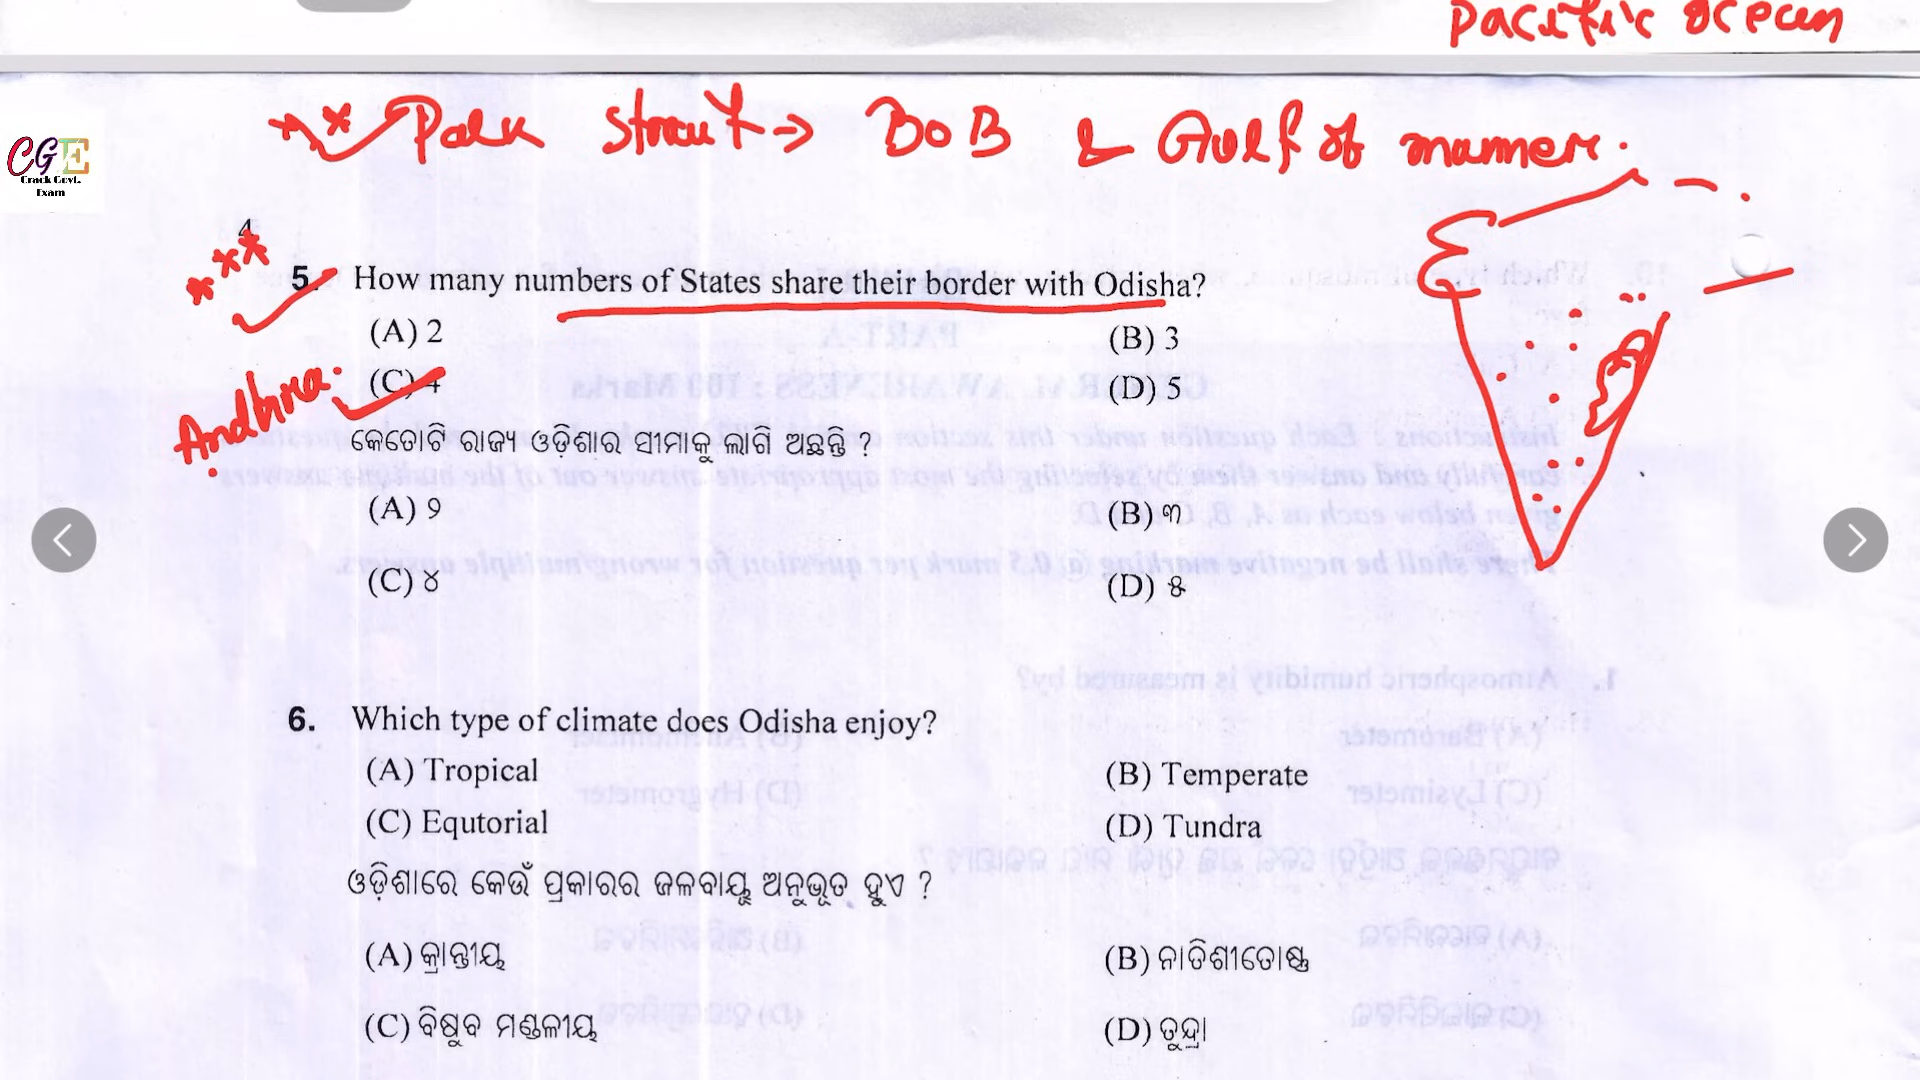 Pacific ocean
** Palk Strait → BOB & Gulf of manner.
CGE
Crack Govt.
Exam
4
***
5. How many numbers of States share their border with Odisha?
(A) 2
(B) 3
Andhra.
(C) 4
(D) 5
କେତୋଟି ରାଜ୍ୟ ଓଡ଼ିଶାର ସୀମାକୁ ଲାଗି ଅଛନ୍ତି ?
(A) ୨
(B) ୩
(C) ୪
(D) ୫
6. Which type of climate does Odisha enjoy?
(A) Tropical
(B) Temperate
(C) Equtorial
(D) Tundra
ଓଡ଼ିଶାରେ କେଉଁ ପ୍ରକାରର ଜଳବାୟୁ ଅନୁଭୂତ ହୁଏ ?
(A) କ୍ରାନ୍ତୀୟ
(B) ନାତିଶୀତୋଷ୍ଣ
(C) ବିଷୁବ ମଣ୍ଡଳୀୟ
(D) ତୁନ୍ଦ୍ରା